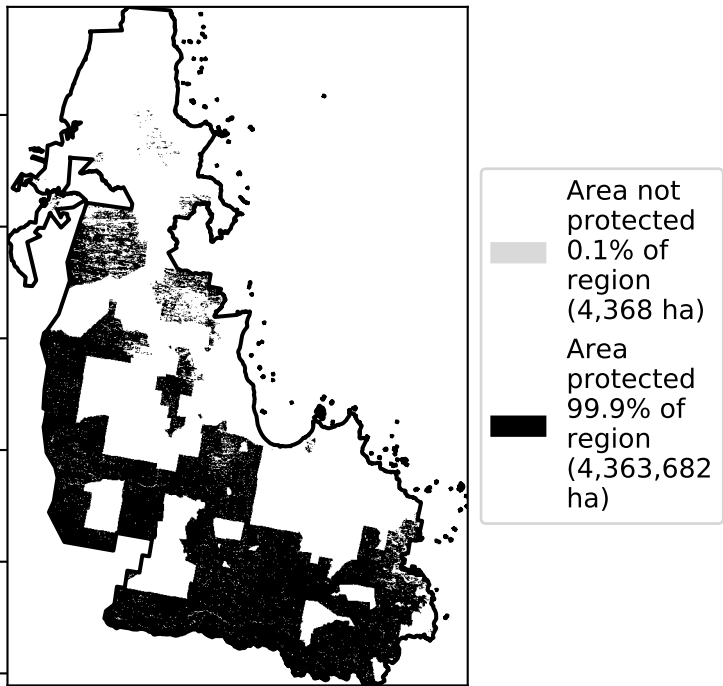 Area not
protected
0.1% of
region
(4,368 ha)
Area
protected
99.9% of
region
(4,363,682
ha)